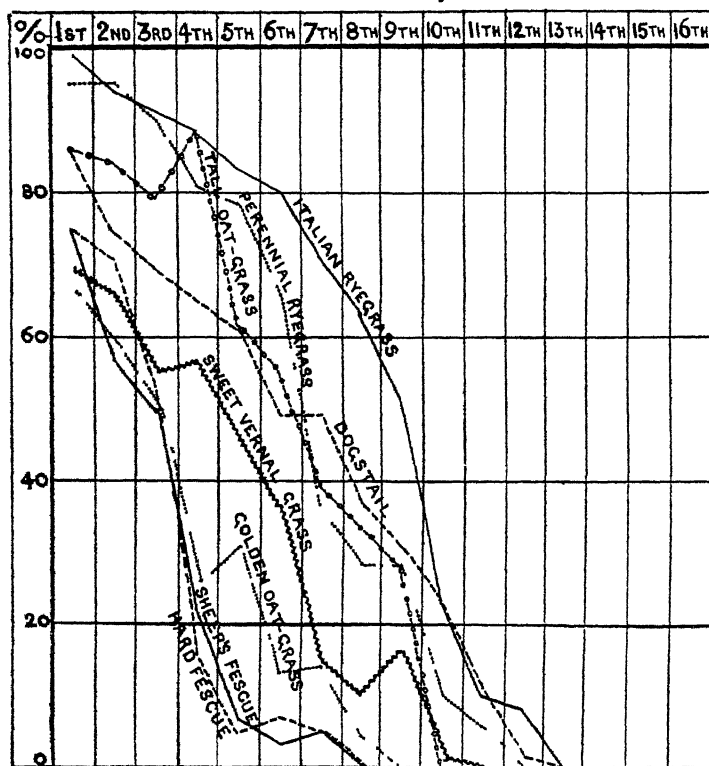 % 1ST 2ND 3RD 4TH 5TH 6TH 7TH 8TH 9TH 10TH 11TH 12TH 13TH 14TH 15TH 16TH
100
80
60
40
20
0
TALL OAT-GRASS
PERENNIAL RYEGRASS
ITALIAN RYEGRASS
SWEET VERNAL GRASS
DOGSTAIL
GOLDEN OAT-GRASS
SHEEP'S FESCUE
HARD FESCUE